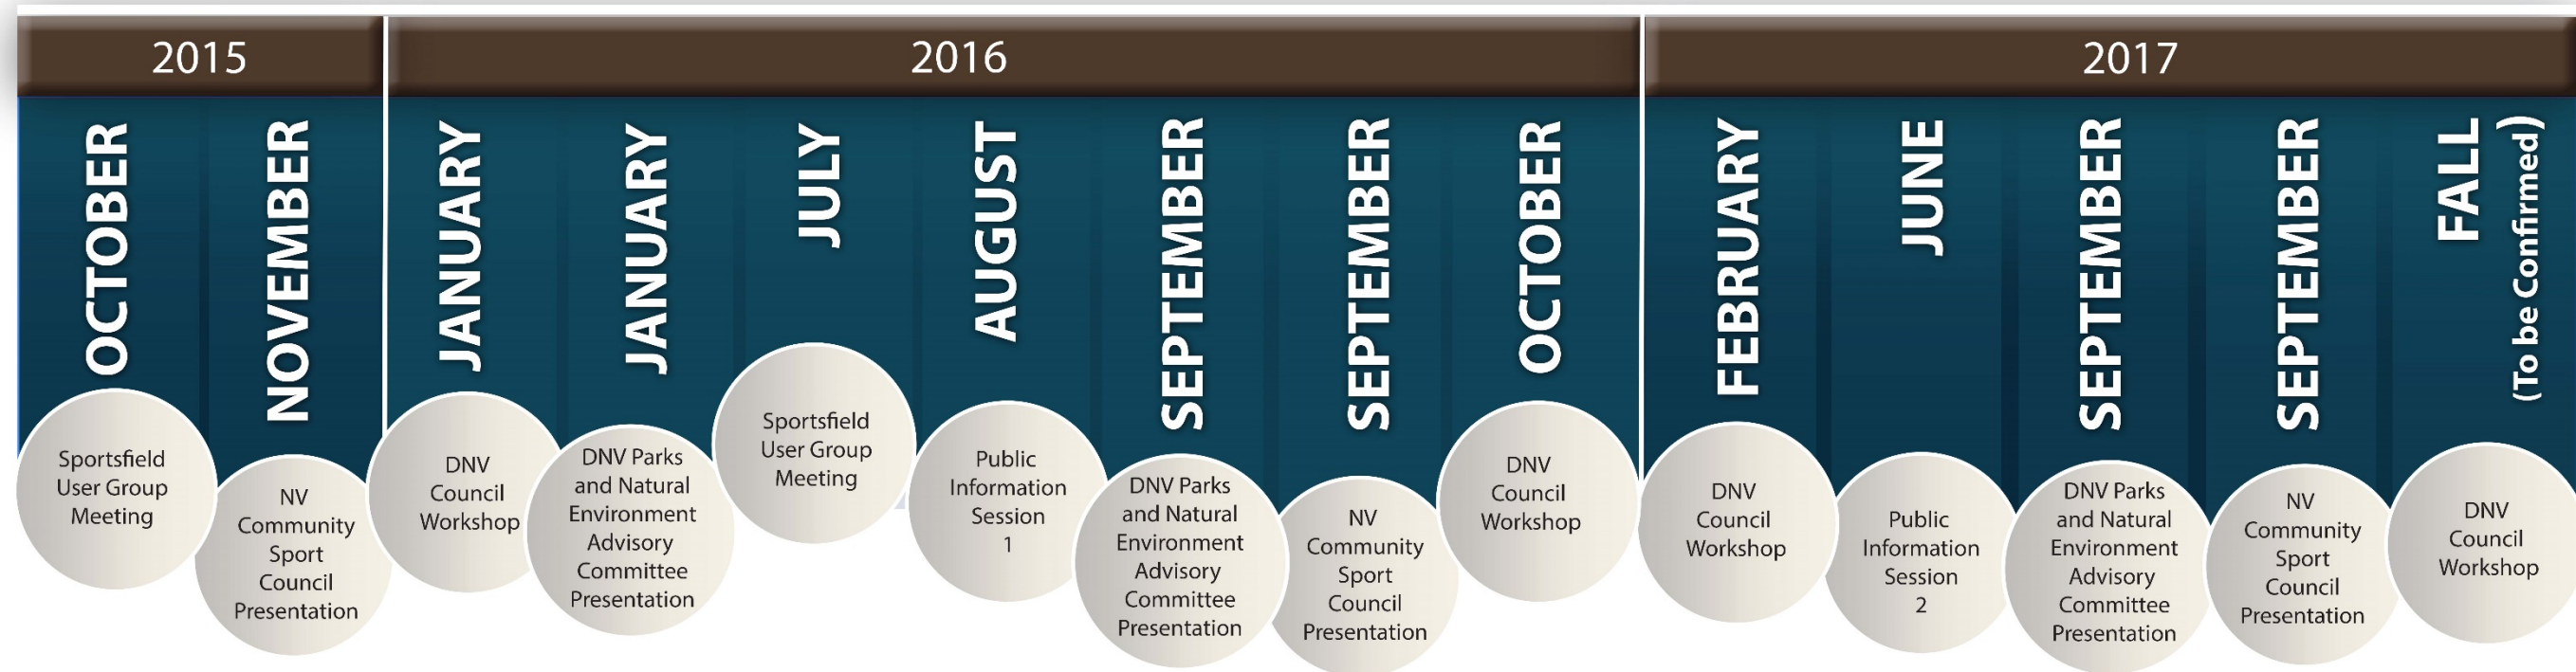 2015
2016
2017
OCTOBER
NOVEMBER
JANUARY
JANUARY
JULY
AUGUST
SEPTEMBER
SEPTEMBER
OCTOBER
FEBRUARY
JUNE
SEPTEMBER
SEPTEMBER
FALL
(To be Confirmed)
Sportsfield
User Group
Meeting
NV
Community
Sport
Council
Presentation
DNV
Council
Workshop
DNV Parks
and Natural
Environment
Advisory
Committee
Presentation
Sportsfield
User Group
Meeting
Public
Information
Session
1
DNV Parks
and Natural
Environment
Advisory
Committee
Presentation
NV
Community
Sport
Council
Presentation
DNV
Council
Workshop
DNV
Council
Workshop
Public
Information
Session
2
DNV Parks
and Natural
Environment
Advisory
Committee
Presentation
NV
Community
Sport
Council
Presentation
DNV
Council
Workshop